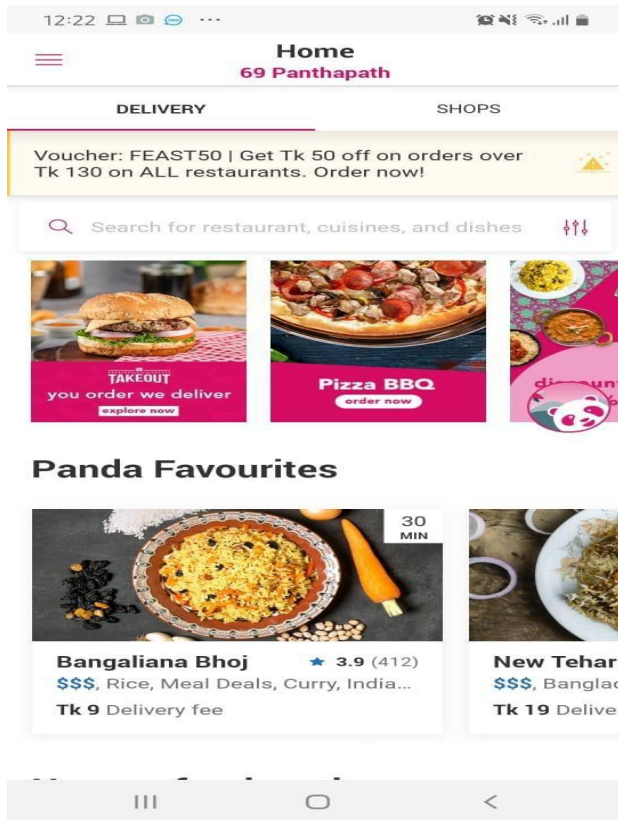 12:22
Home
69 Panthapath
DELIVERY
SHOPS
Voucher: FEAST50 | Get Tk 50 off on orders over
Tk 130 on ALL restaurants. Order now!
Search for restaurant, cuisines, and dishes
TAKEOUT
you order we deliver
explore now
Pizza BBQ
order now
Panda Favourites
30
MIN
Bangaliana Bhoj ★ 3.9 (412)
$$$, Rice, Meal Deals, Curry, India...
Tk 9 Delivery fee
New Tehar
$$$, Banglad
Tk 19 Delive